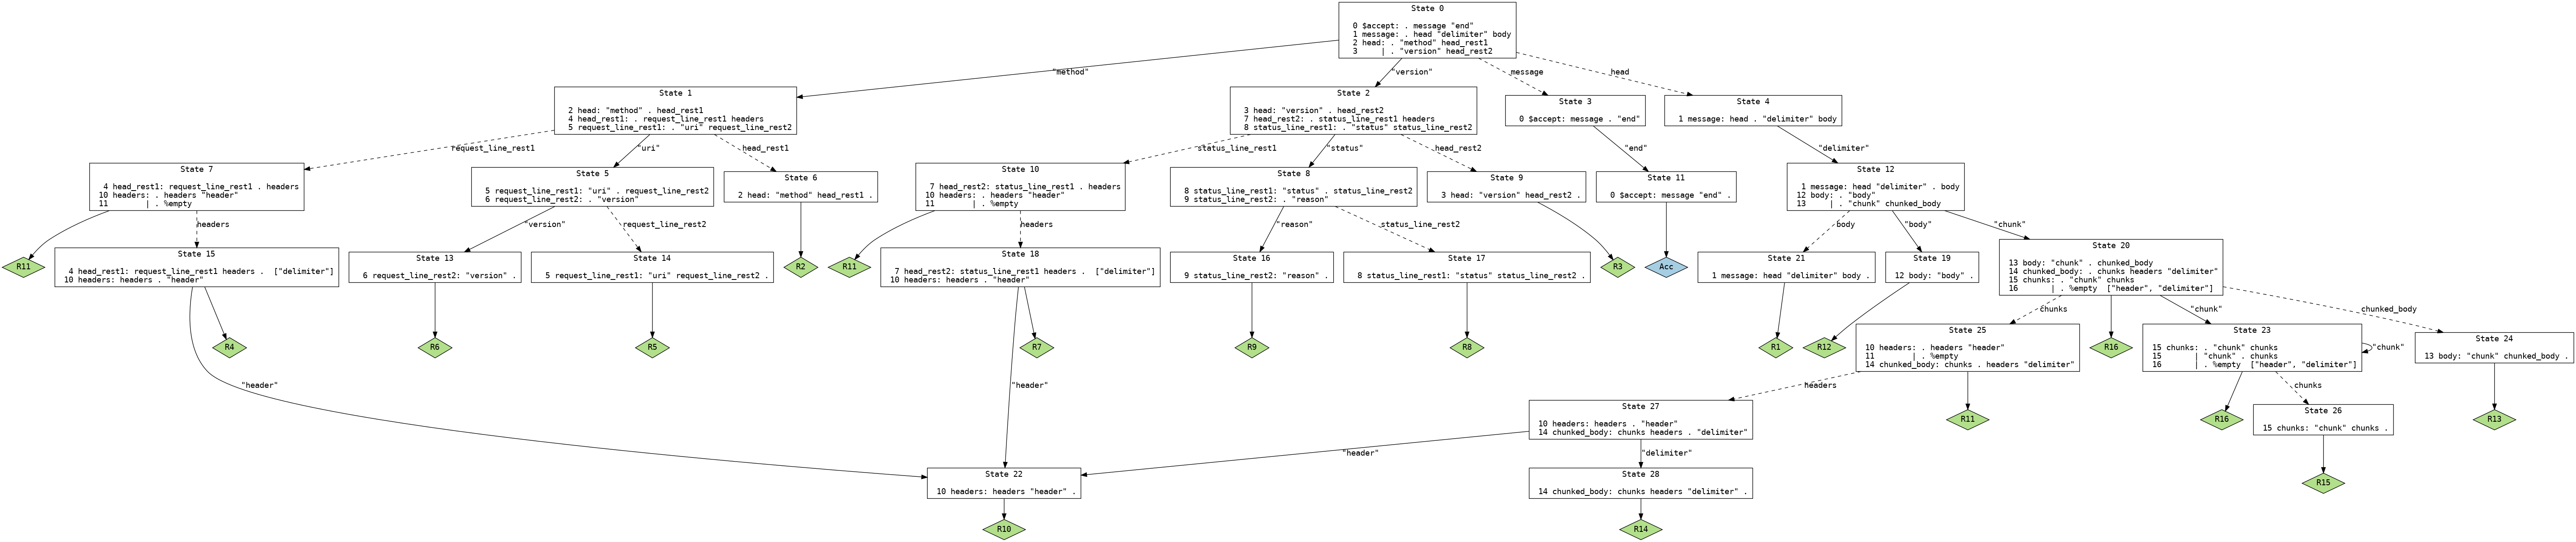 State 0
0 $accept: . message "end"
1 message: . head "delimiter" body
2 head: . "method" head_rest1
3     | . "version" head_rest2
"method"
"version"
message
head
State 1
2 head: "method" . head_rest1
4 head_rest1: . request_line_rest1 headers
5 request_line_rest1: . "uri" request_line_rest2
State 2
3 head: "version" . head_rest2
7 head_rest2: . status_line_rest1 headers
8 status_line_rest1: . "status" status_line_rest2
State 3
0 $accept: message . "end"
State 4
1 message: head . "delimiter" body
request_line_rest1
"uri"
head_rest1
status_line_rest1
"status"
head_rest2
"end"
"delimiter"
State 7
4 head_rest1: request_line_rest1 . headers
10 headers: . headers "header"
11        | . %empty
State 5
5 request_line_rest1: "uri" . request_line_rest2
6 request_line_rest2: . "version"
State 6
2 head: "method" head_rest1 .
State 10
7 head_rest2: status_line_rest1 . headers
10 headers: . headers "header"
11        | . %empty
State 8
8 status_line_rest1: "status" . status_line_rest2
9 status_line_rest2: . "reason"
State 9
3 head: "version" head_rest2 .
State 11
0 $accept: message "end" .
State 12
1 message: head "delimiter" . body
12 body: . "body"
13     | . "chunk" chunked_body
headers
"version"
request_line_rest2
headers
"reason"
status_line_rest2
body
"body"
"chunk"
R11
State 15
4 head_rest1: request_line_rest1 headers .  ["delimiter"]
10 headers: headers . "header"
State 13
6 request_line_rest2: "version" .
State 14
5 request_line_rest1: "uri" request_line_rest2 .
R2
R11
State 18
7 head_rest2: status_line_rest1 headers .  ["delimiter"]
10 headers: headers . "header"
State 16
9 status_line_rest2: "reason" .
State 17
8 status_line_rest1: "status" status_line_rest2 .
R3
Acc
State 21
1 message: head "delimiter" body .
State 19
12 body: "body" .
State 20
13 body: "chunk" . chunked_body
14 chunked_body: . chunks headers "delimiter"
15 chunks: . "chunk" chunks
16       | . %empty  ["header", "delimiter"]
chunks
"chunk"
chunked_body
R4
R6
R5
R7
R9
R8
R1
R12
State 25
10 headers: . headers "header"
11        | . %empty
14 chunked_body: chunks . headers "delimiter"
R16
State 23
15 chunks: . "chunk" chunks
15       | "chunk" . chunks
16       | . %empty  ["header", "delimiter"]
"chunk"
State 24
13 body: "chunk" chunked_body .
"header"
"header"
headers
chunks
State 27
10 headers: headers . "header"
14 chunked_body: chunks headers . "delimiter"
R11
R16
State 26
15 chunks: "chunk" chunks .
R13
"header"
"delimiter"
State 22
10 headers: headers "header" .
State 28
14 chunked_body: chunks headers "delimiter" .
R15
R10
R14